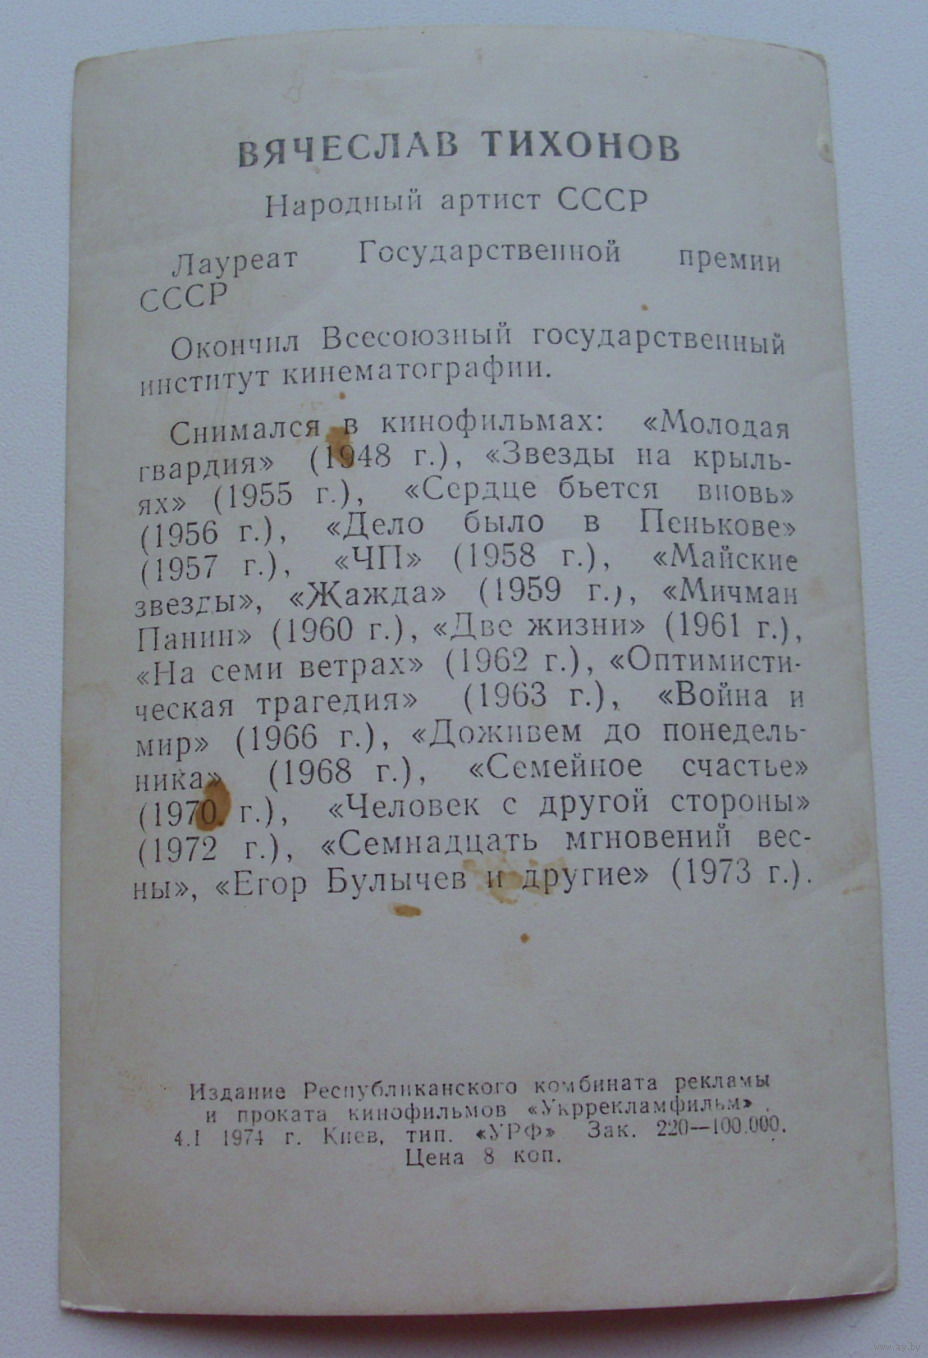 ВЯЧЕСЛАВ ТИХОНОВ
Народный артист СССР
Лауреат Государственной премии
СССР
Окончил Всесоюзный государственный
институт кинематографии.
Снимался в кинофильмах: «Молодая
гвардия» (1948 г.), «Звезды на крыль-
ях» (1955 г.), «Сердце бьется вновь»
(1956 г.), «Дело было в Пенькове»
(1957 г.), «ЧП» (1958 г.), «Майские
звезды», «Жажда» (1959 г.), «Мичман
Панин» (1960 г.), «Две жизни» (1961 г.),
«На семи ветрах» (1962 г.), «Оптимисти-
ческая трагедия» (1963 г.), «Война и
мир» (1966 г.), «Доживем до понедель-
ника» (1968 г.), «Семейное счастье»
(1970 г.), «Человек с другой стороны»
(1972 г.), «Семнадцать мгновений вес-
ны», «Егор Булычев и другие» (1973 г.).
Издание Республиканского комбината рекламы
и проката кинофильмов «Укррекламфильм».
4.I 1974 г. Киев, тип. «УРФ» Зак. 220—100.000.
Цена 8 коп.
www.ay.by